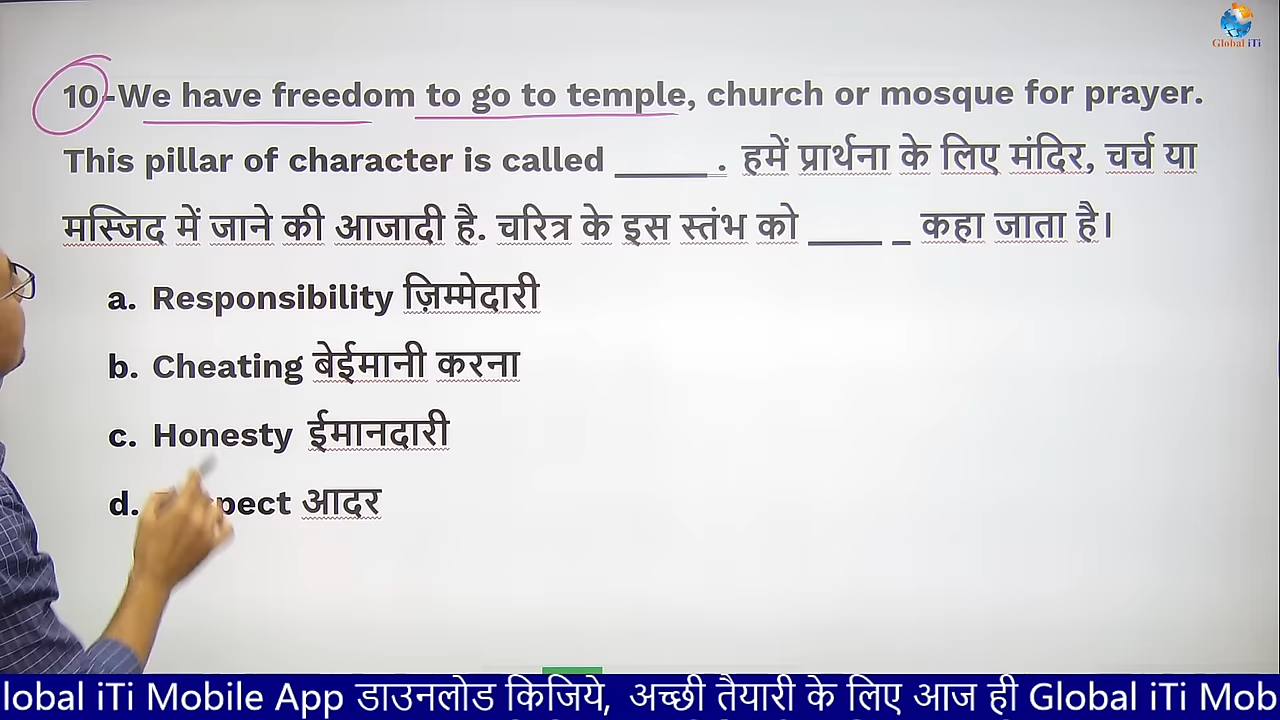 Global iTi
10-We have freedom to go to temple, church or mosque for prayer.
This pillar of character is called _____ . हमें प्रार्थना के लिए मंदिर, चर्च या
मस्जिद में जाने की आजादी है. चरित्र के इस स्तंभ को ____ _ कहा जाता है।
a. Responsibility ज़िम्मेदारी
b. Cheating बेईमानी करना
c. Honesty ईमानदारी
d. आदर
lobal iTi Mobile App डाउनलोड किजिये, अच्छी तैयारी के लिए आज ही Global iTi Mob